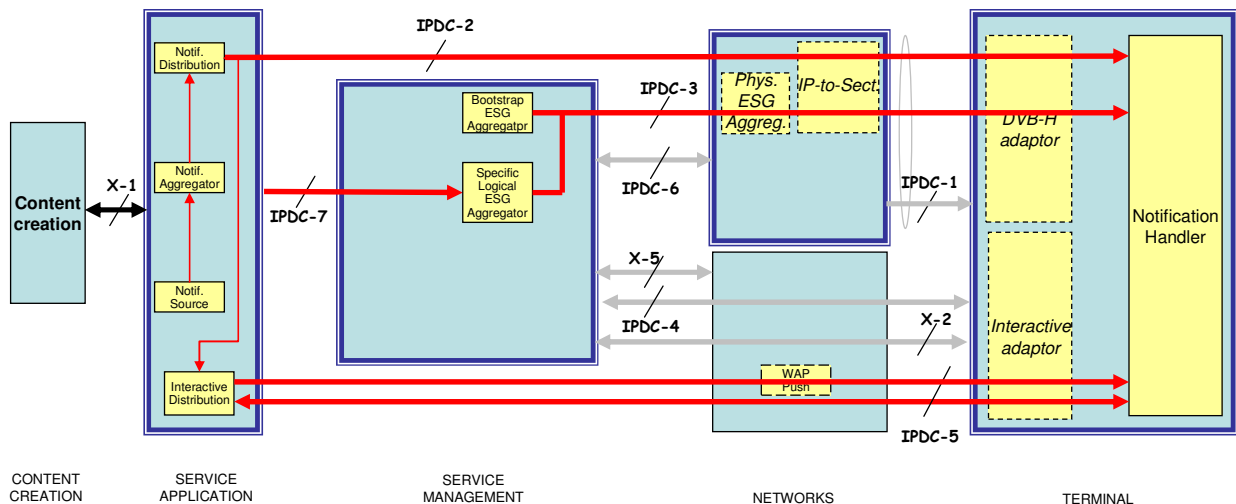 IPDC-2
Notif.
Distribution
Phys.
ESG
Aggreg.
IP-to-Sect.
IPDC-3
Bootstrap
ESG
Aggregatpr
DVB-H
adaptor
Content
creation
X-1
Notif.
Aggregator
IPDC-7
Specific
Logical
ESG
Aggregator
IPDC-6
IPDC-1
Notification
Handler
Notif.
Source
X-5
IPDC-4
X-2
Interactive
adaptor
Interactive
Distribution
WAP
Push
IPDC-5
CONTENT
CREATION
SERVICE
APPLICATION
SERVICE
MANAGEMENT
NETWORKS
TERMINAL